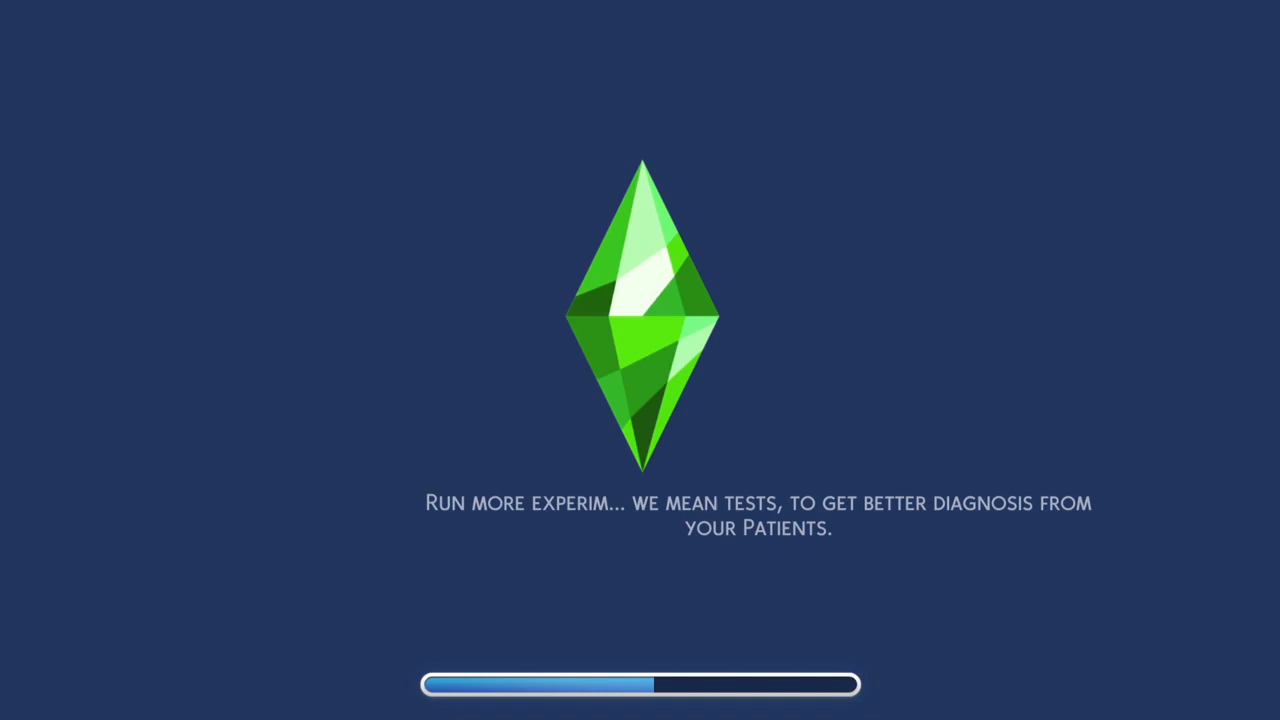 Run more experim... we mean tests, to get better diagnosis from
your Patients.